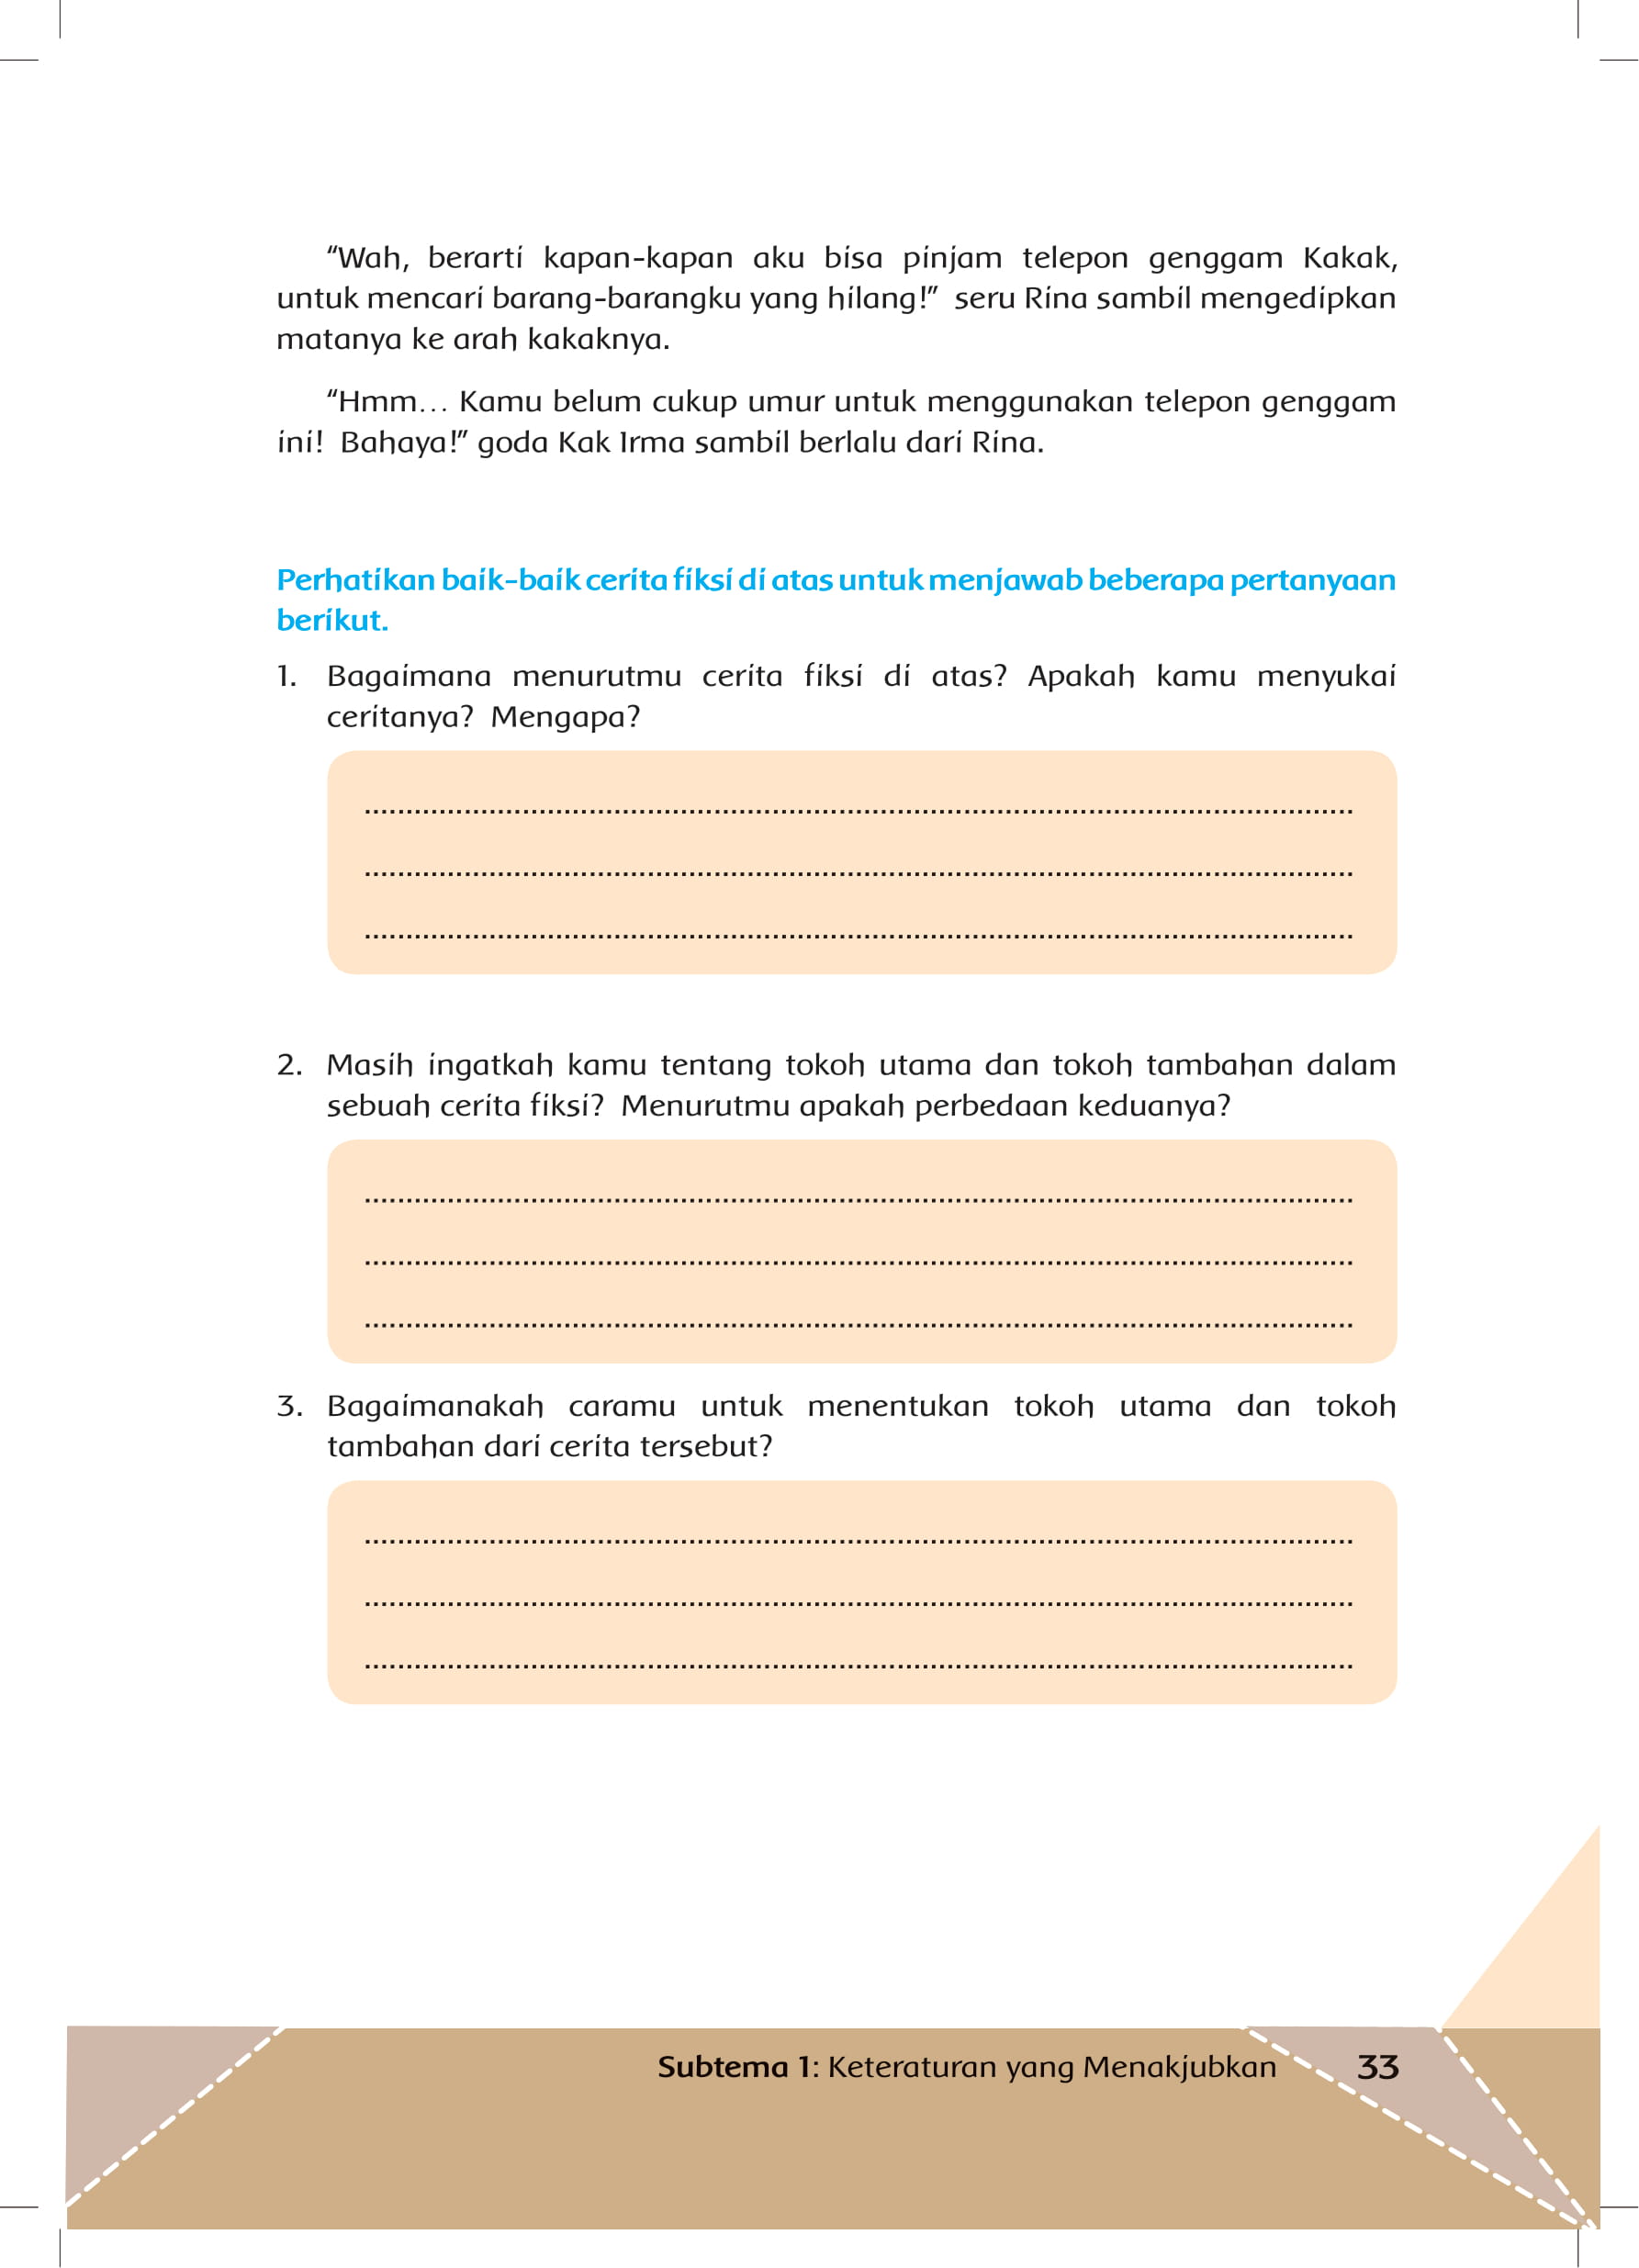 “Wah, berarti kapan-kapan aku bisa pinjam telepon genggam Kakak,
untuk mencari barang-barangku yang hilang!” seru Rina sambil mengedipkan
matanya ke arah kakaknya.
“Hmm… Kamu belum cukup umur untuk menggunakan telepon genggam
ini! Bahaya!” goda Kak Irma sambil berlalu dari Rina.
Perhatikan baik-baik cerita fiksi di atas untuk menjawab beberapa pertanyaan
berikut.
1. Bagaimana menurutmu cerita fiksi di atas? Apakah kamu menyukai
ceritanya? Mengapa?
2. Masih ingatkah kamu tentang tokoh utama dan tokoh tambahan dalam
sebuah cerita fiksi? Menurutmu apakah perbedaan keduanya?
3. Bagaimanakah caramu untuk menentukan tokoh utama dan tokoh
tambahan dari cerita tersebut?
Subtema 1: Keteraturan yang Menakjubkan 33